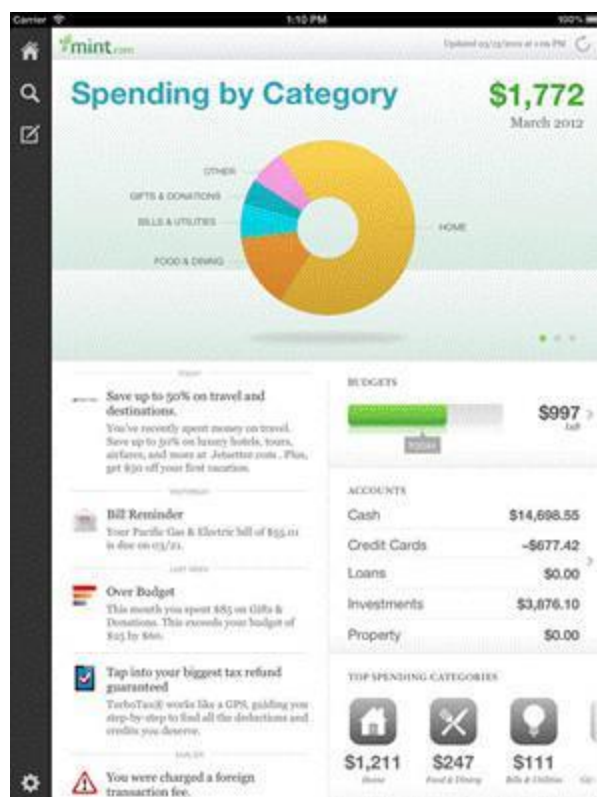 Carrier
1:10 PM
100%
mint.com
Spending by Category
$1,772
March 2012
OTHER
GIFTS & DONATIONS
BILLS & UTILITIES
HOME
FOOD & DINING
TODAY
Save up to 50% on travel and
destinations.
You've recently spent money on travel.
Save up to 50% on luxury hotels, tours,
airfares, and more at Jetsetter.com . Plus,
get $30 off your first vacation.
YESTERDAY
Bill Reminder
Your Pacific Gas & Electric bill of $55.01
is due on 03/21.
LAST WEEK
Over Budget
This month you spent $85 on Gifts &
Donations. This exceeds your budget of
$25 by $60.
Tap into your biggest tax refund
guaranteed
TurboTax® works like a GPS, guiding you
step-by-step to find all the deductions and
credits you deserve.
EARLIER
You were charged a foreign
transaction fee.
BUDGETS
$997
Left
TODAY
ACCOUNTS
Cash $14,698.55
Credit Cards -$677.42
Loans $0.00
Investments $3,876.10
Property $0.00
TOP SPENDING CATEGORIES
$1,211 $247 $111
Home Food & Dining Bills & Utilities